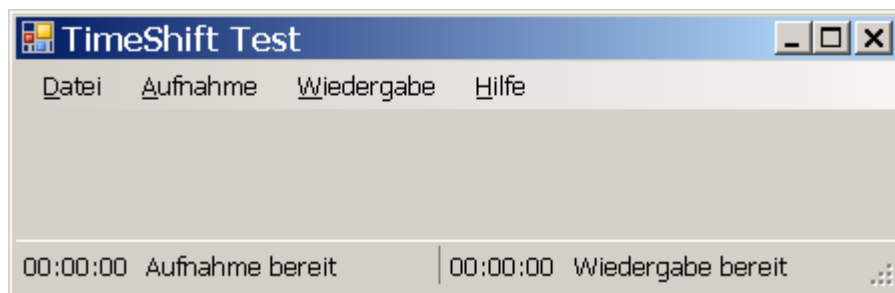 TimeShift Test
Datei Aufnahme Wiedergabe Hilfe
00:00:00 Aufnahme bereit 00:00:00 Wiedergabe bereit